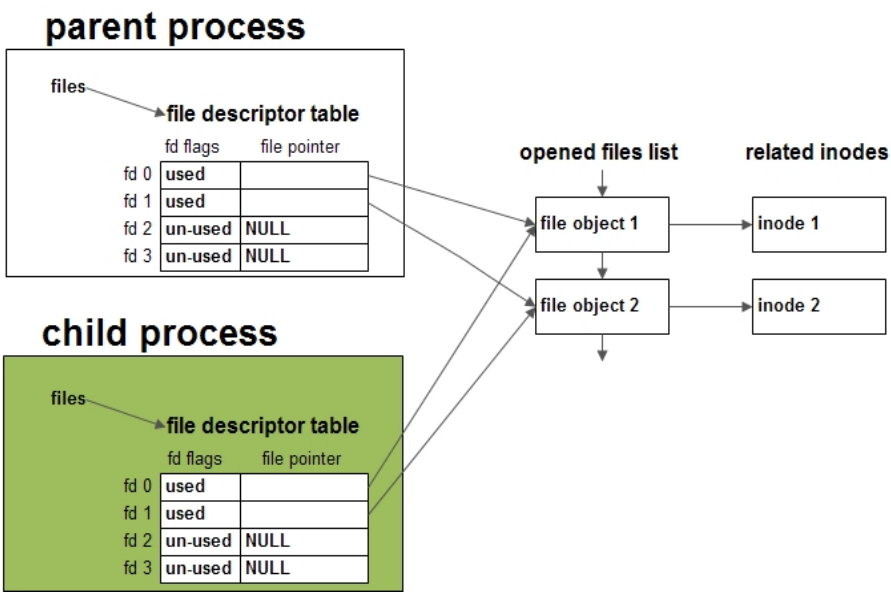 parent process
files
file descriptor table
fd flags file pointer
fd 0 used
fd 1 used
fd 2 un-used NULL
fd 3 un-used NULL
opened files list related inodes
file object 1 inode 1
file object 2 inode 2
child process
files
file descriptor table
fd flags file pointer
fd 0 used
fd 1 used
fd 2 un-used NULL
fd 3 un-used NULL